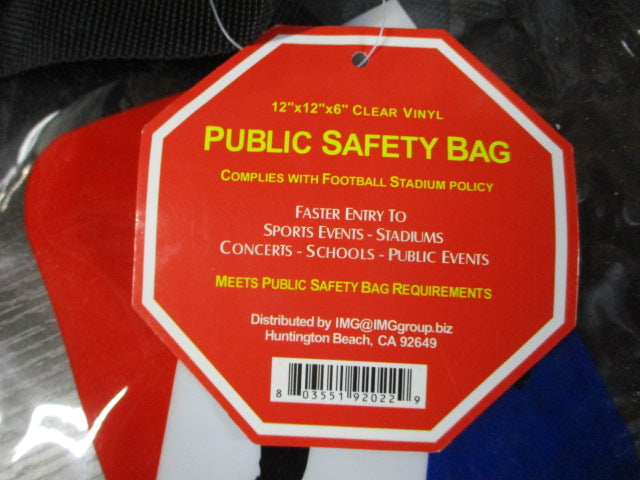 12"x12"x6" CLEAR VINYL
PUBLIC SAFETY BAG
COMPLIES WITH FOOTBALL STADIUM POLICY
FASTER ENTRY TO
SPORTS EVENTS - STADIUMS
CONCERTS - SCHOOLS - PUBLIC EVENTS
MEETS PUBLIC SAFETY BAG REQUIREMENTS
Distributed by IMG@IMGgroup.biz
Huntington Beach, CA 92649
8 03551 92022 9